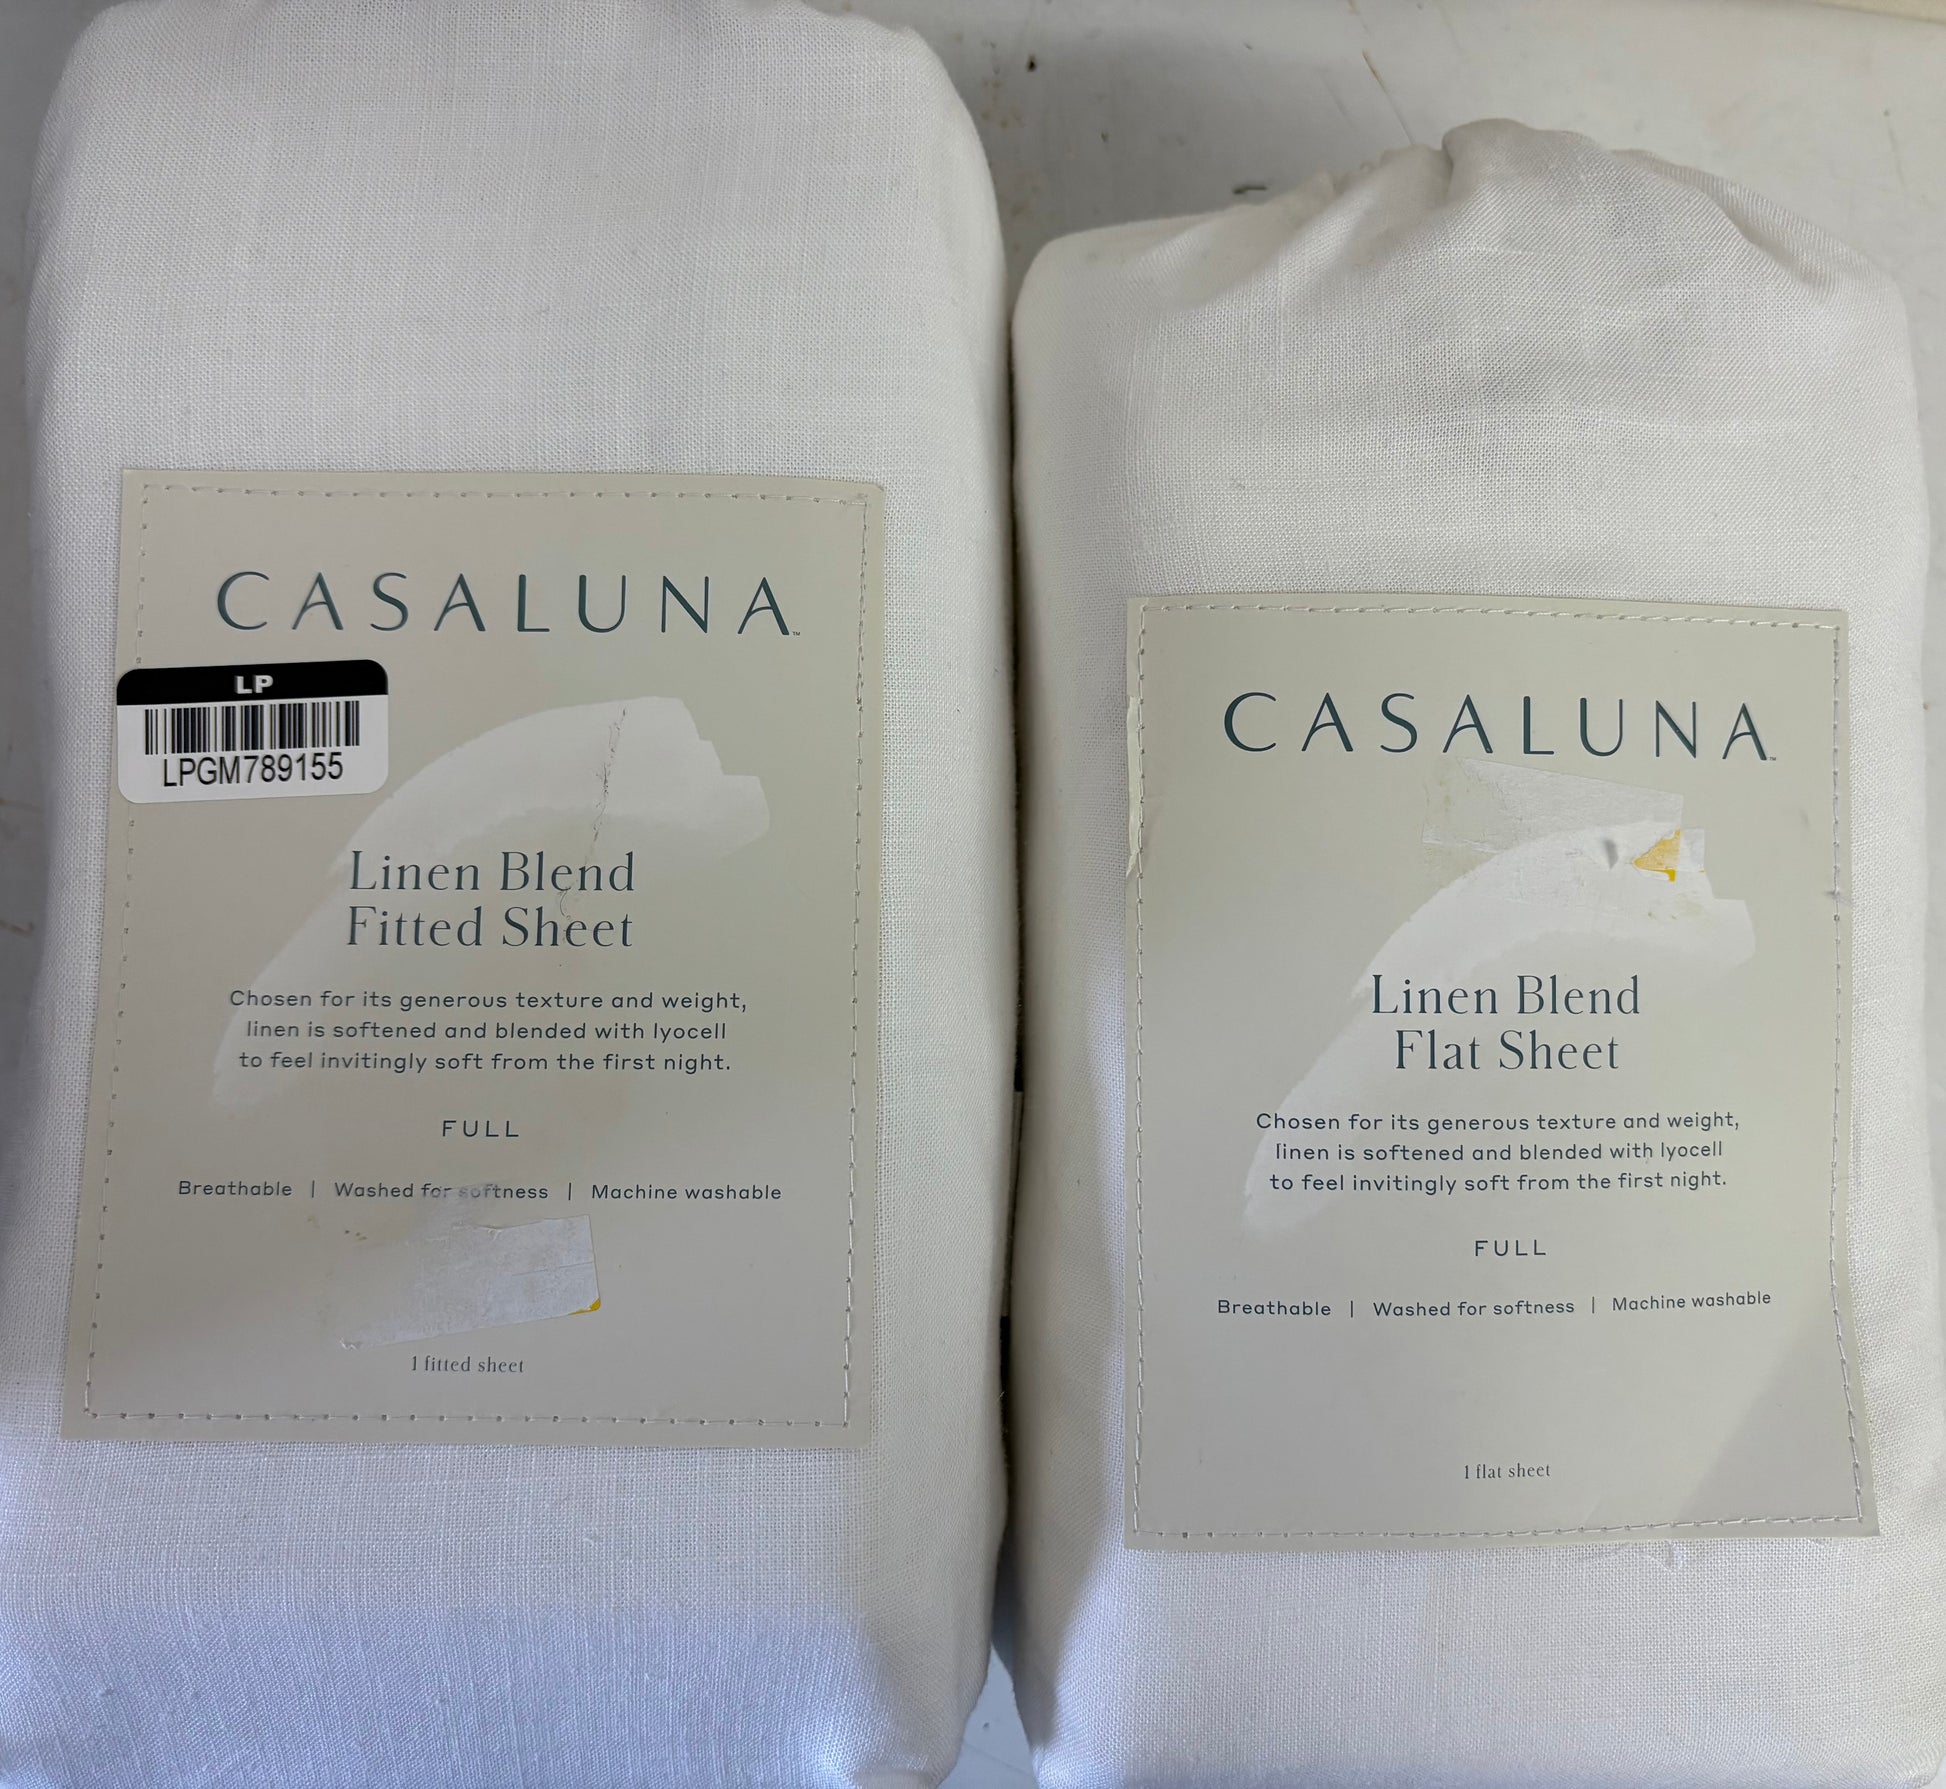 CASALUNA™
LP
LPGM789155
Linen Blend
Fitted Sheet
Chosen for its generous texture and weight,
linen is softened and blended with lyocell
to feel invitingly soft from the first night.
FULL
Breathable | Washed for softness | Machine washable
1 fitted sheet
CASALUNA™
Linen Blend
Flat Sheet
Chosen for its generous texture and weight,
linen is softened and blended with lyocell
to feel invitingly soft from the first night.
FULL
Breathable | Washed for softness | Machine washable
1 flat sheet